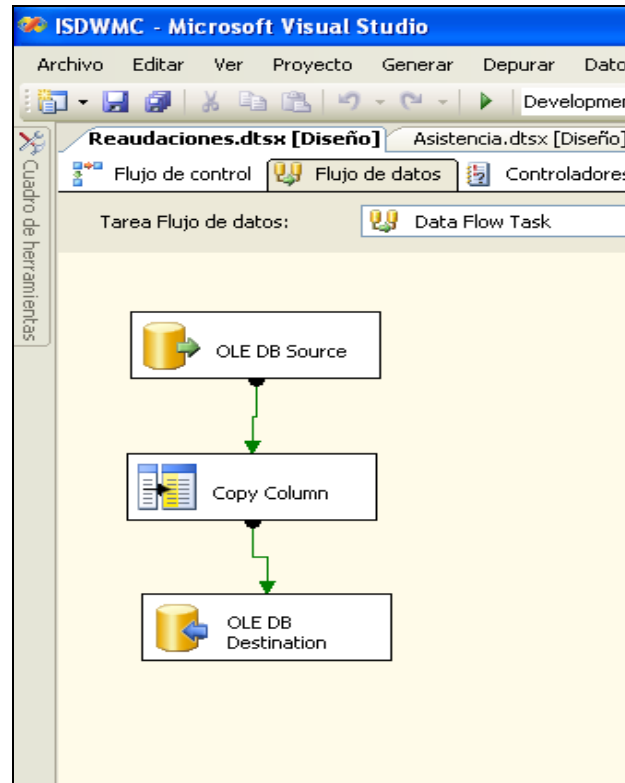 ISDWMC - Microsoft Visual Studio
Archivo Editar Ver Proyecto Generar Depurar Dato
Developmen
Reaudaciones.dtsx [Diseño] Asistencia.dtsx [Diseño]
Flujo de control Flujo de datos Controladores
Cuadro de herramientas
Tarea Flujo de datos: Data Flow Task
OLE DB Source
Copy Column
OLE DB
Destination